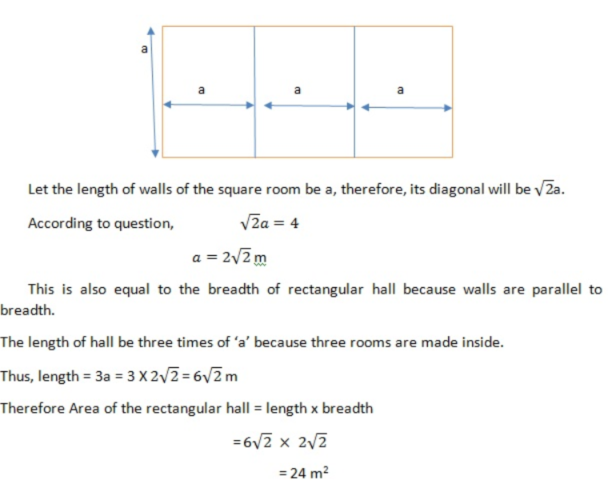 a
a a a
Let the length of walls of the square room be a, therefore, its diagonal will be √2a.
According to question, √2a = 4
a = 2√2 m
This is also equal to the breadth of rectangular hall because walls are parallel to
breadth.
The length of hall be three times of 'a' because three rooms are made inside.
Thus, length = 3a = 3 X 2√2 = 6√2 m
Therefore Area of the rectangular hall = length x breadth
= 6√2 × 2√2
= 24 m²